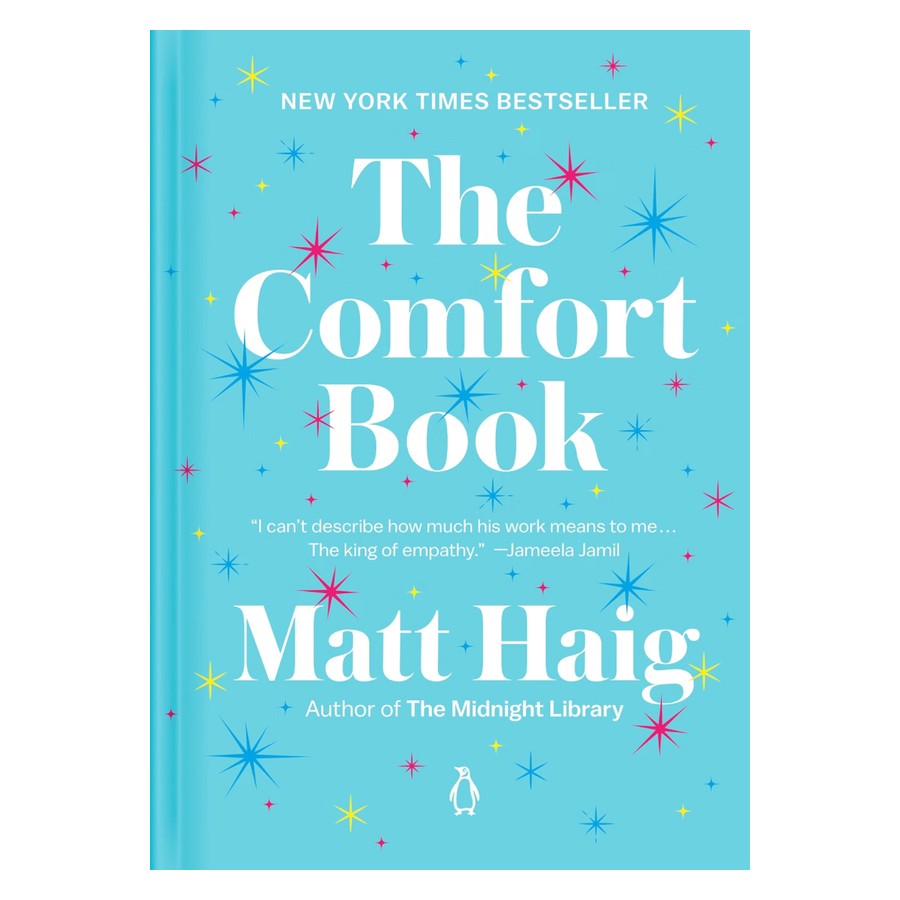 NEW YORK TIMES BESTSELLER
The
Comfort
Book
“I can’t describe how much his work means to me...
The king of empathy.” —Jameela Jamil
Matt Haig
Author of The Midnight Library